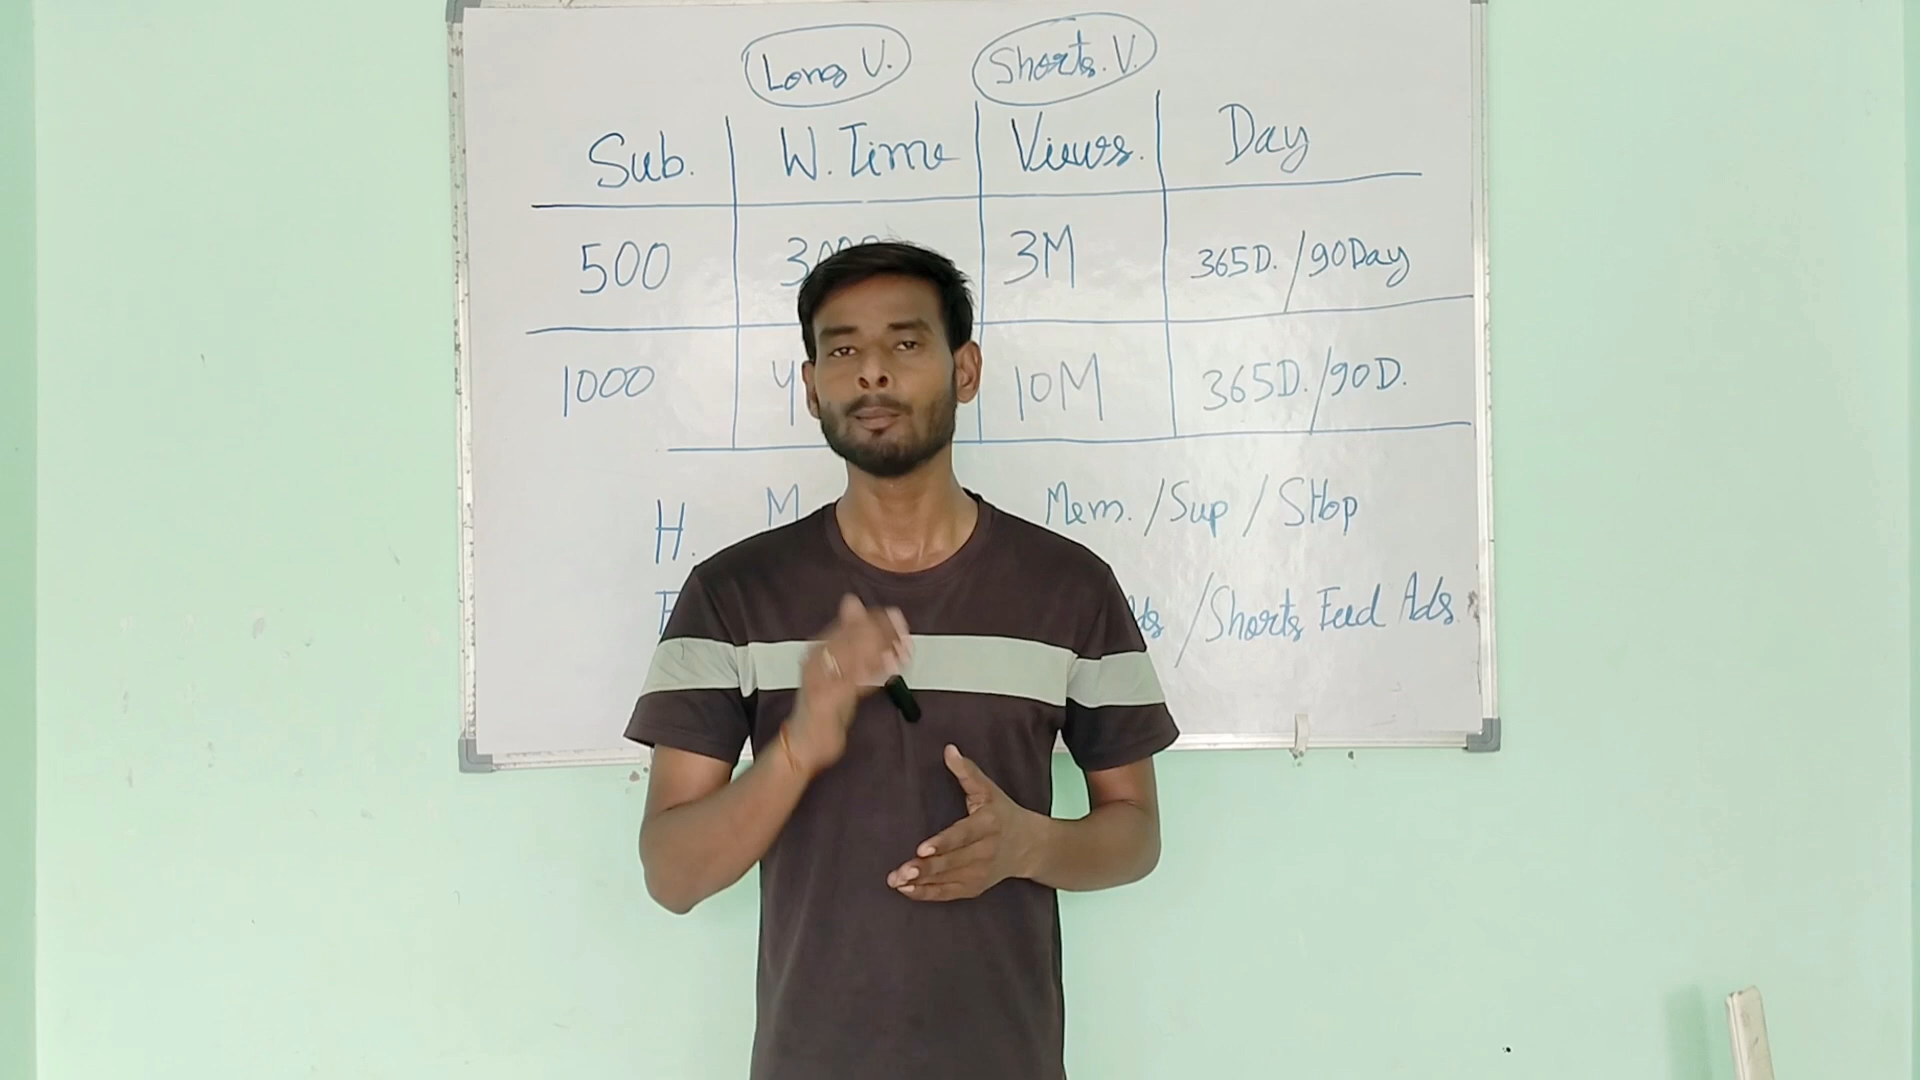 Long V. Shorts. V.
Sub. W. Time Views. Day
500 3M 365D. / 90Day
1000 10M 365D. / 90D.
H. M Mem. / Sup / SHop
/ Shorts Feed Ads.